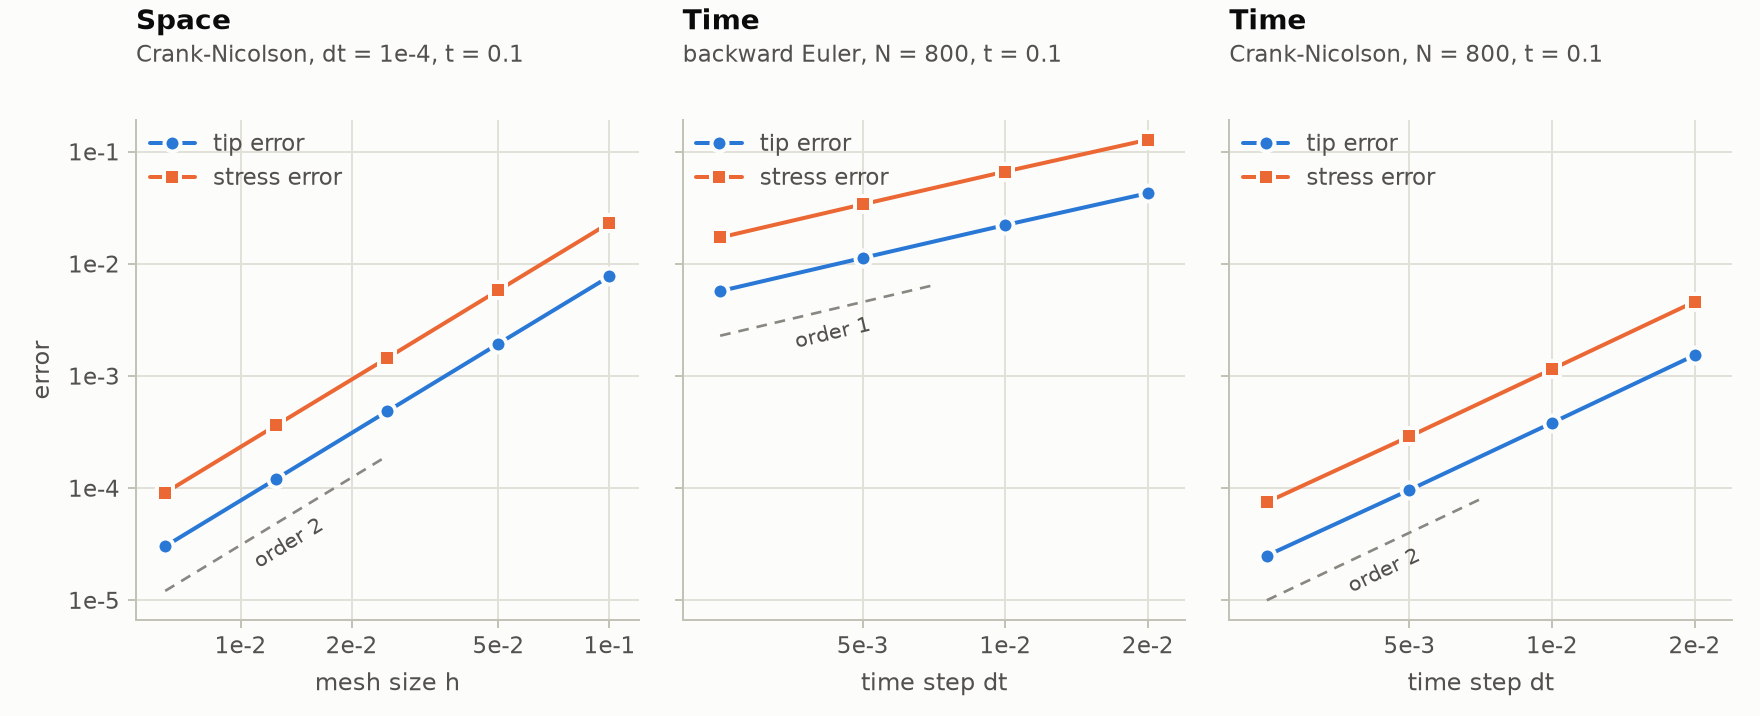 Space
Crank-Nicolson, dt = 1e-4, t = 0.1
tip error
stress error
1e-1
1e-2
1e-3
1e-4
1e-5
error
order 2
1e-2 2e-2 5e-2 1e-1
mesh size h
Time
backward Euler, N = 800, t = 0.1
tip error
stress error
order 1
5e-3 1e-2 2e-2
time step dt
Time
Crank-Nicolson, N = 800, t = 0.1
tip error
stress error
order 2
5e-3 1e-2 2e-2
time step dt